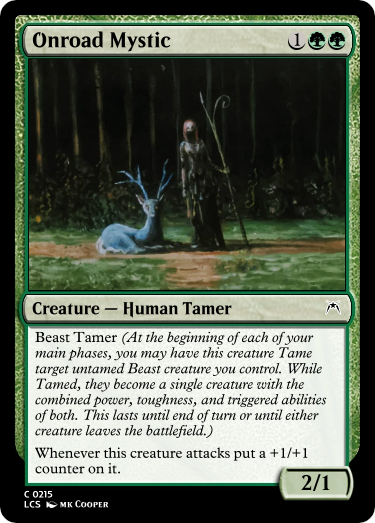 Onroad Mystic 1
Creature — Human Tamer
Beast Tamer (At the beginning of each of your
main phases, you may have this creature Tame
target untamed Beast creature you control. While
Tamed, they become a single creature with the
combined power, toughness, and triggered abilities
of both. This lasts until end of turn or until either
creature leaves the battlefield.)
Whenever this creature attacks put a +1/+1
counter on it.
2/1
C 0215
LCS MK COOPER